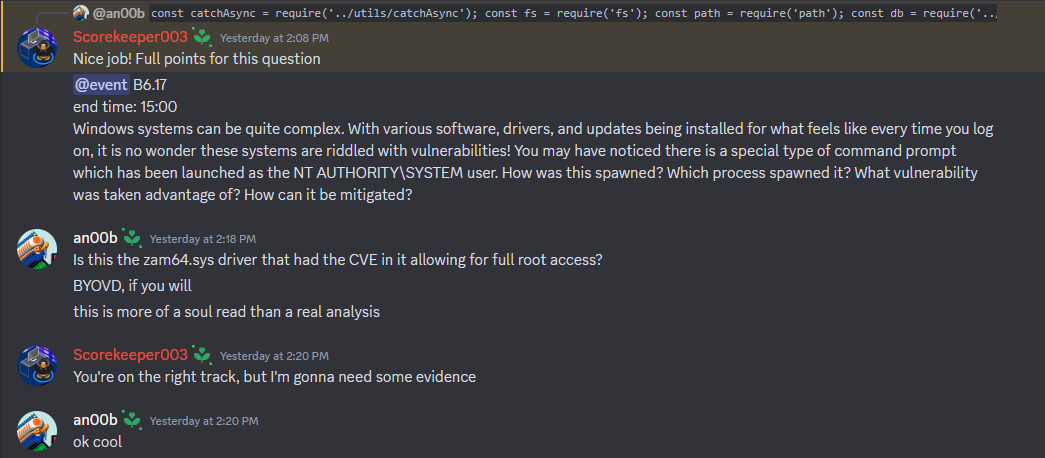 @an00b const catchAsync = require('../utils/catchAsync'); const fs = require('fs'); const path = require('path'); const db = require('../
Scorekeeper003 Yesterday at 2:08 PM
Nice job! Full points for this question
@event B6.17
end time: 15:00
Windows systems can be quite complex. With various software, drivers, and updates being installed for what feels like every time you log
on, it is no wonder these systems are riddled with vulnerabilities! You may have noticed there is a special type of command prompt
which has been launched as the NT AUTHORITY\SYSTEM user. How was this spawned? Which process spawned it? What vulnerability
was taken advantage of? How can it be mitigated?
an00b Yesterday at 2:18 PM
Is this the zam64.sys driver that had the CVE in it allowing for full root access?
BYOVD, if you will
this is more of a soul read than a real analysis
Scorekeeper003 Yesterday at 2:20 PM
You're on the right track, but I'm gonna need some evidence
an00b Yesterday at 2:20 PM
ok cool